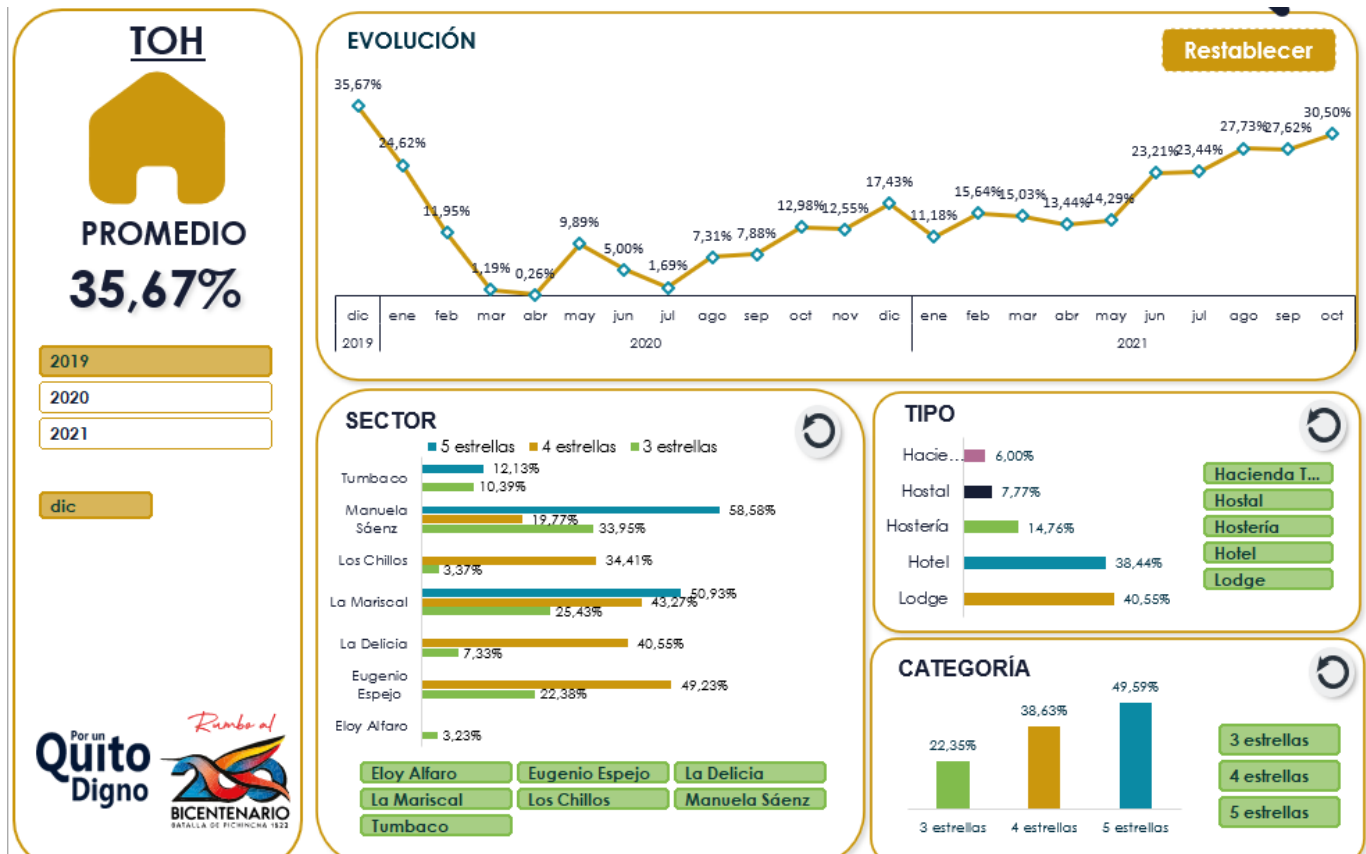 TOH
PROMEDIO
35,67%
2019
2020
2021
dic
Por un
Quito
Digno
Rumbo al
200
BICENTENARIO
BATALLA DE PICHINCHA 1822
EVOLUCIÓN
Restablecer
35,67%
24,62%
11,95%
1,19%
0,26%
9,89%
5,00%
1,69%
7,31%
7,88%
12,98%
12,55%
17,43%
11,18%
15,64%
15,03%
13,44%
14,29%
23,21%
23,44%
27,73%
27,62%
30,50%
dic ene feb mar abr may jun jul ago sep oct nov dic ene feb mar abr may jun jul ago sep oct
2019 2020 2021
SECTOR
5 estrellas 4 estrellas 3 estrellas
Tumbaco
12,13%
10,39%
Manuela
Sáenz
58,58%
19,77%
33,95%
Los Chillos
34,41%
3,37%
La Mariscal
50,93%
43,27%
25,43%
La Delicia
40,55%
7,33%
Eugenio
Espejo
49,23%
22,38%
Eloy Alfaro
3,23%
Eloy Alfaro Eugenio Espejo La Delicia
La Mariscal Los Chillos Manuela Sáenz
Tumbaco
TIPO
Hacie... 6,00%
Hostal 7,77%
Hostería 14,76%
Hotel 38,44%
Lodge 40,55%
Hacienda T...
Hostal
Hostería
Hotel
Lodge
CATEGORÍA
22,35%
38,63%
49,59%
3 estrellas 4 estrellas 5 estrellas
3 estrellas
4 estrellas
5 estrellas